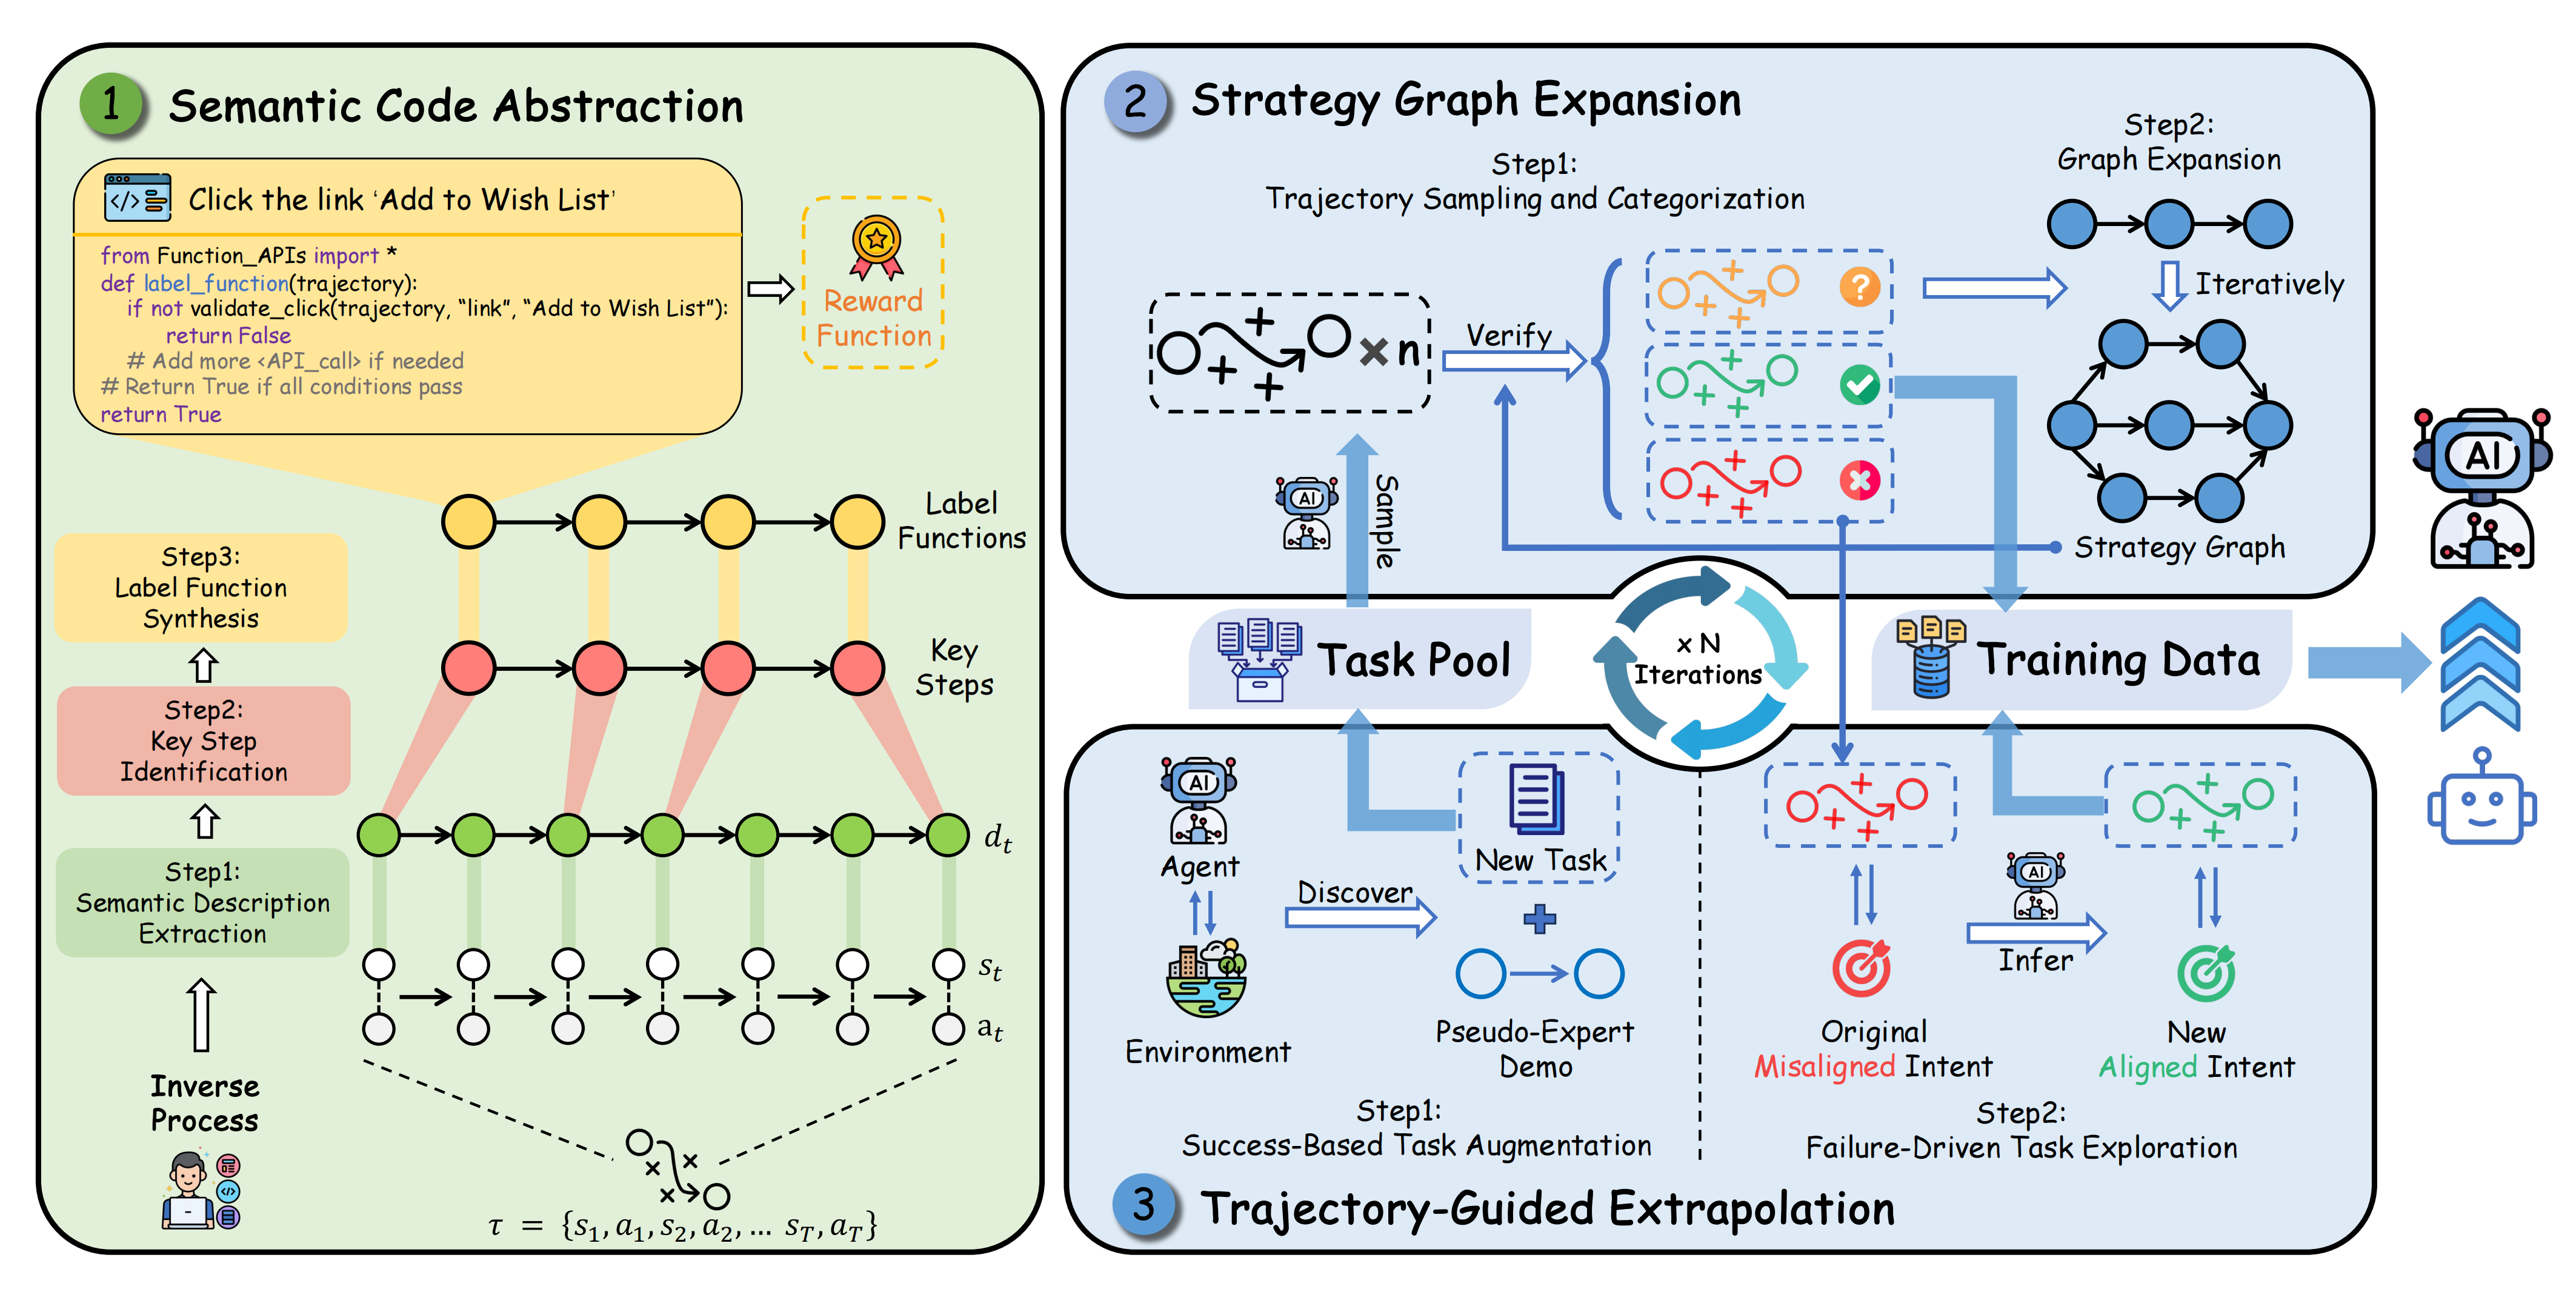 1 Semantic Code Abstraction
Click the link ‘Add to Wish List’
from Function_APIs import *
def label_function(trajectory):
if not validate_click(trajectory, “link”, “Add to Wish List”):
return False
# Add more <API_call> if needed
# Return True if all conditions pass
return True
Reward
Function
Label
Functions
Step3:
Label Function
Synthesis
Key
Steps
Step2:
Key Step
Identification
d_t
Step1:
Semantic Description
Extraction
s_t
a_t
Inverse
Process
τ = {s_1, a_1, s_2, a_2, ... s_T, a_T}
2 Strategy Graph Expansion
Step1:
Trajectory Sampling and Categorization
Step2:
Graph Expansion
× n
Verify
?
Iteratively
AI
Sample
Strategy Graph
Task Pool
x N
Iterations
Training Data
AI
AI
Agent
Environment
Discover
New Task
Pseudo-Expert
Demo
Step1:
Success-Based Task Augmentation
AI
Infer
Original
Misaligned Intent
New
Aligned Intent
Step2:
Failure-Driven Task Exploration
3 Trajectory-Guided Extrapolation